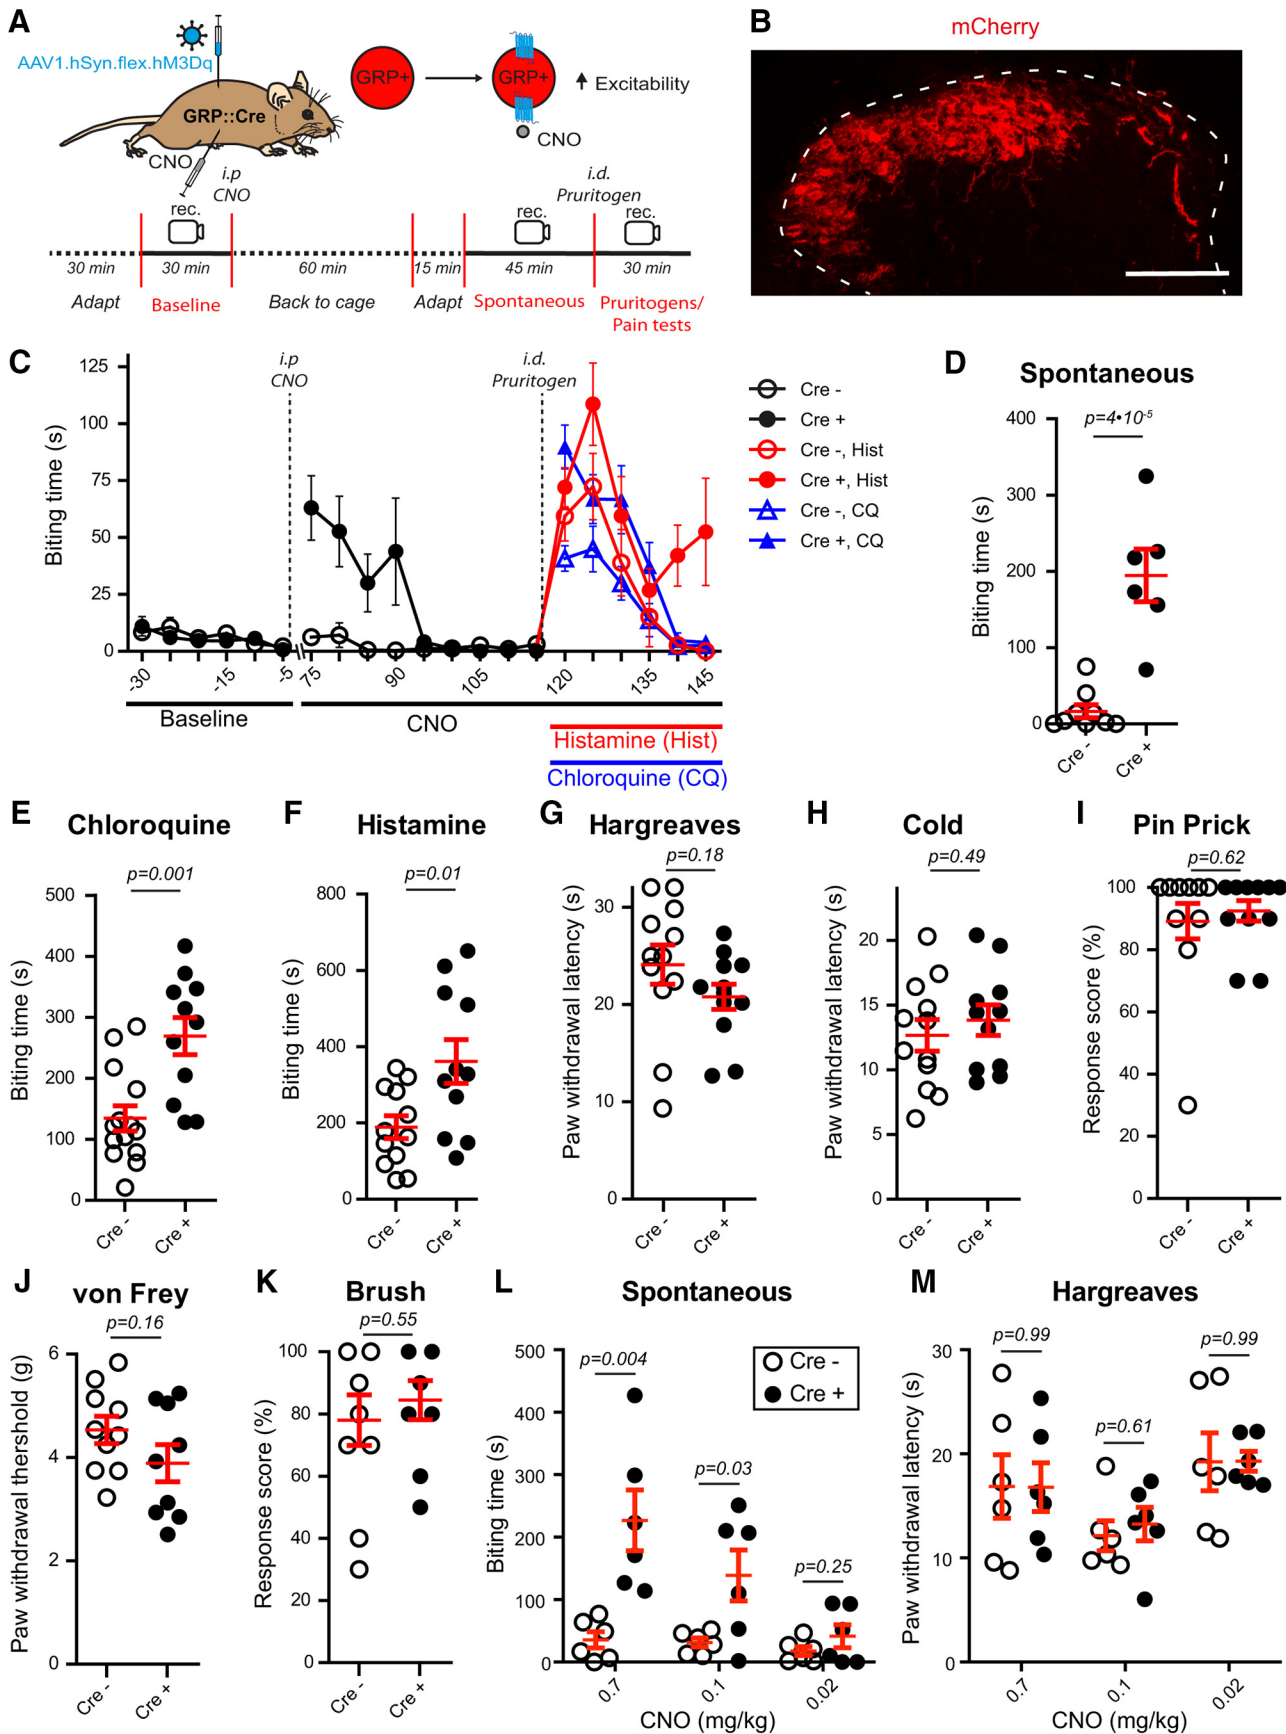 A
AAV1.hSyn.flex.hM3Dq
GRP::Cre
CNO
GRP+
GRP+
Excitability
CNO
i.p
CNO
i.d.
Pruritogen
rec.
rec.
rec.
30 min
30 min
60 min
15 min
45 min
30 min
Adapt
Baseline
Back to cage
Adapt
Spontaneous
Pruritogens/
Pain tests
B
mCherry
C
Biting time (s)
125
100
75
50
25
0
i.p
CNO
i.d.
Pruritogen
-30
-15
-5
75
90
105
120
135
145
Baseline
CNO
Histamine (Hist)
Chloroquine (CQ)
Cre -
Cre +
Cre -, Hist
Cre +, Hist
Cre -, CQ
Cre +, CQ
D
Spontaneous
p=4•10-5
Biting time (s)
400
300
200
100
0
Cre -
Cre +
E
Chloroquine
p=0.001
Biting time (s)
500
400
300
200
100
0
Cre -
Cre +
F
Histamine
p=0.01
Biting time (s)
800
600
400
200
0
Cre -
Cre +
G
Hargreaves
p=0.18
Paw withdrawal latency (s)
30
20
10
0
Cre -
Cre +
H
Cold
p=0.49
Paw withdrawal latency (s)
20
15
10
5
0
Cre -
Cre +
I
Pin Prick
p=0.62
Response score (%)
100
80
60
40
20
0
Cre -
Cre +
J
von Frey
p=0.16
Paw withdrawal thershold (g)
6
4
2
0
Cre -
Cre +
K
Brush
p=0.55
Response score (%)
100
80
60
40
20
0
Cre -
Cre +
L
Spontaneous
Cre -
Cre +
p=0.004
p=0.03
p=0.25
Biting time (s)
500
400
300
200
100
0
0.7
0.1
0.02
CNO (mg/kg)
M
Hargreaves
p=0.99
p=0.61
p=0.99
Paw withdrawal latency (s)
30
20
10
0
0.7
0.1
0.02
CNO (mg/kg)